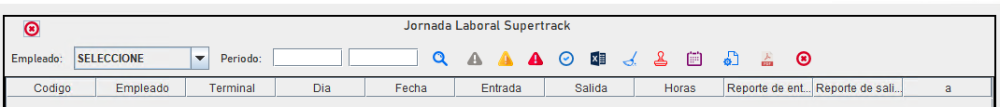 Jornada Laboral Supertrack
Empleado: SELECCIONE Periodo:
Codigo Empleado Terminal Dia Fecha Entrada Salida Horas Reporte de ent... Reporte de sali... a